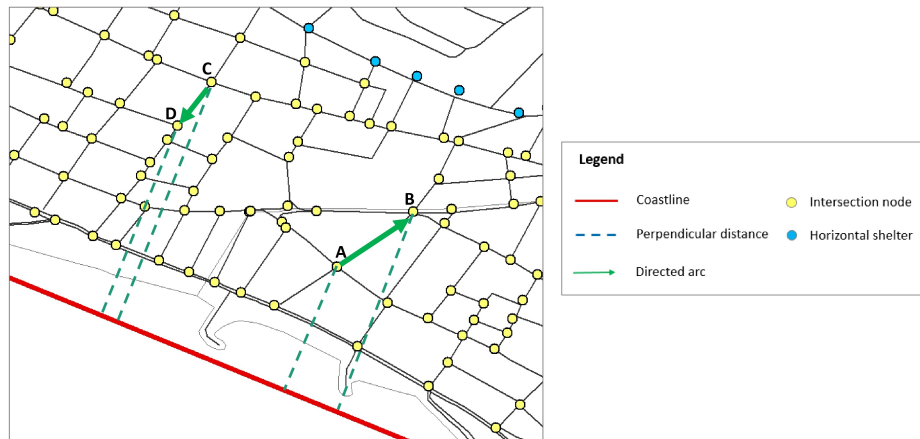 C
D
B
A
Legend
Coastline
Intersection node
Perpendicular distance
Horizontal shelter
Directed arc